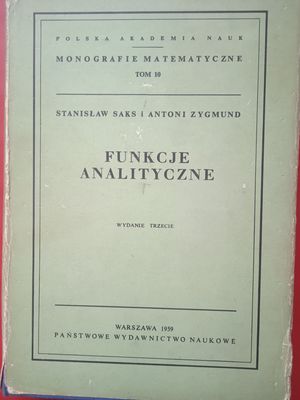 POLSKA AKADEMIA NAUK
MONOGRAFIE MATEMATYCZNE
TOM 10
STANISŁAW SAKS i ANTONI ZYGMUND
FUNKCJE
ANALITYCZNE
WYDANIE TRZECIE
WARSZAWA 1959
PAŃSTWOWE WYDAWNICTWO NAUKOWE